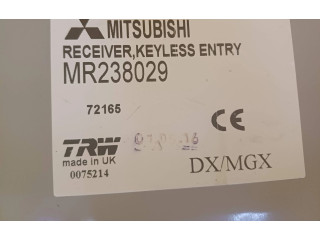 MITSUBISHI
RECEIVER,KEYLESS ENTRY
MR238029
72165
CE
TRW
made in UK
0075214
DX/MGX